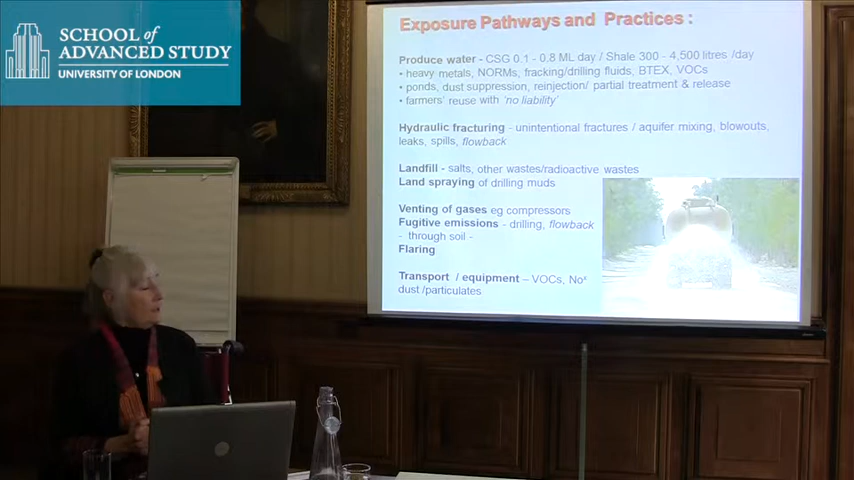 SCHOOL of
ADVANCED STUDY
UNIVERSITY OF LONDON
Exposure Pathways and Practices :
Produce water - CSG 0.1 - 0.8 ML day / Shale 300 - 4,500 litres /day
• heavy metals, NORMs, fracking/drilling fluids, BTEX, VOCs
• ponds, dust suppression, reinjection/ partial treatment & release
• farmers' reuse with 'no liability'
Hydraulic fracturing - unintentional fractures / aquifer mixing, blowouts,
leaks, spills, flowback
Landfill - salts, other wastes/radioactive wastes
Land spraying of drilling muds
Venting of gases eg compressors
Fugitive emissions - drilling, flowback
- through soil -
Flaring
Transport / equipment – VOCs, Noˣ
dust /particulates